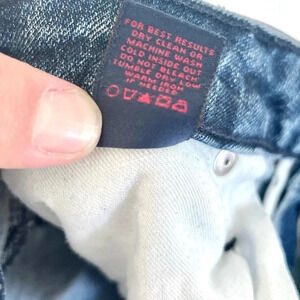 FOR BEST RESULTS
DRY CLEAN OR
MACHINE WASH
COLD INSIDE OUT
DO NOT BLEACH
TUMBLE DRY LOW
WARM IRON
IF NEEDED